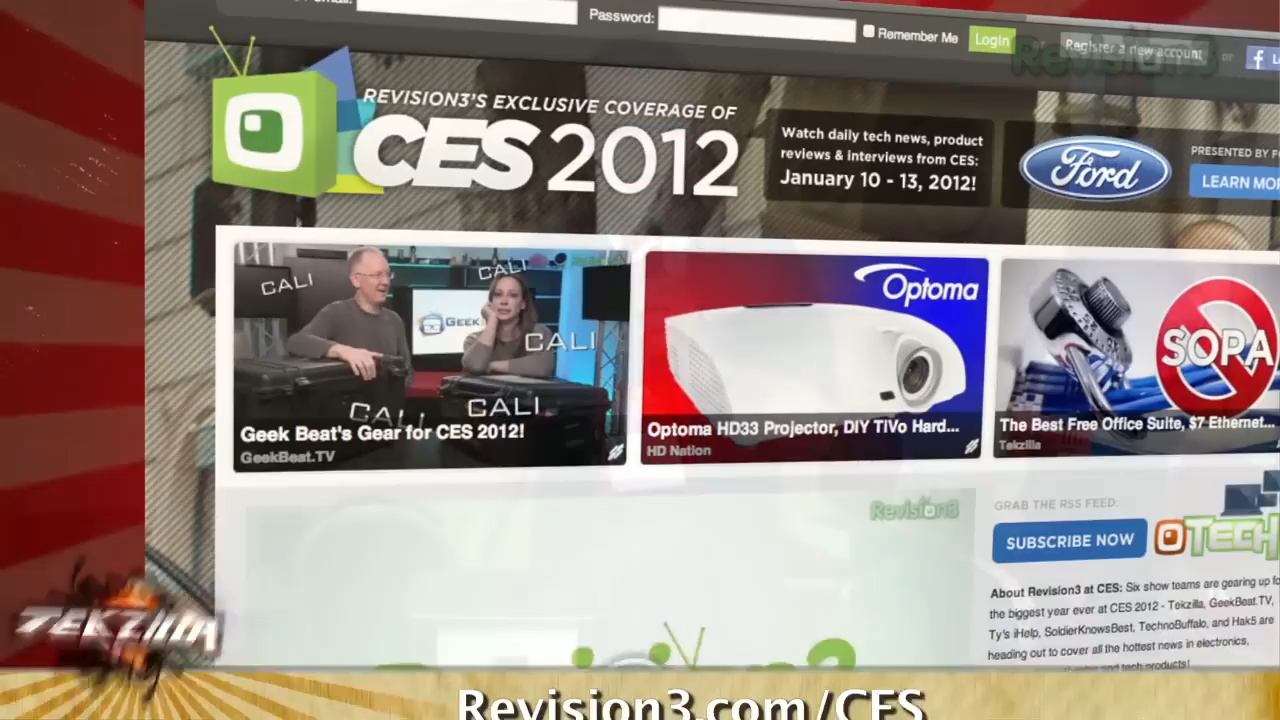 Password:
Remember Me
Login
Register a new account
or
Revision3
REVISION3'S EXCLUSIVE COVERAGE OF
CES 2012
Watch daily tech news, product
reviews & interviews from CES:
January 10 - 13, 2012!
Ford
PRESENTED BY
LEARN
CALI
CALI
GEEK
CALI
CALI
CALI
Geek Beat's Gear for CES 2012!
GeekBeat.TV
Optoma
Optoma HD33 Projector, DIY TiVo Hard...
HD Nation
SOPA
The Best Free Office Suite, $7 Ethernet...
Tekzilla
Revision3
GRAB THE RSS FEED:
SUBSCRIBE NOW
TECH
About Revision3 at CES: Six show teams are gearing up
the biggest year ever at CES 2012 - Tekzilla, GeekBeat.TV,
Ty's iHelp, SoldierKnowsBest, TechnoBuffalo, and Hak5 are
heading out to cover all the hottest news in electronics,
and tech products!
TEKZILLA
Revision3.com/CES